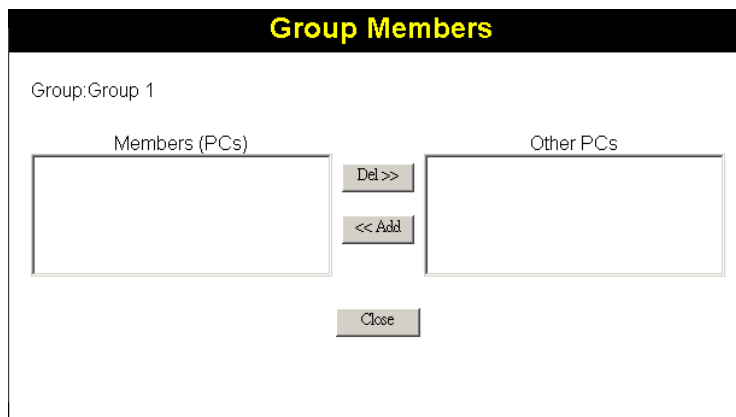 Group Members
Group:Group 1
Members (PCs)
Other PCs
Del >>
<< Add
Close